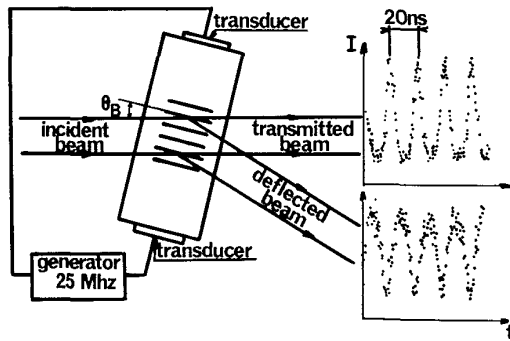 transducer
I
20ns
θB
incident
beam
transmitted
beam
deflected
beam
transducer
generator
25 Mhz
t